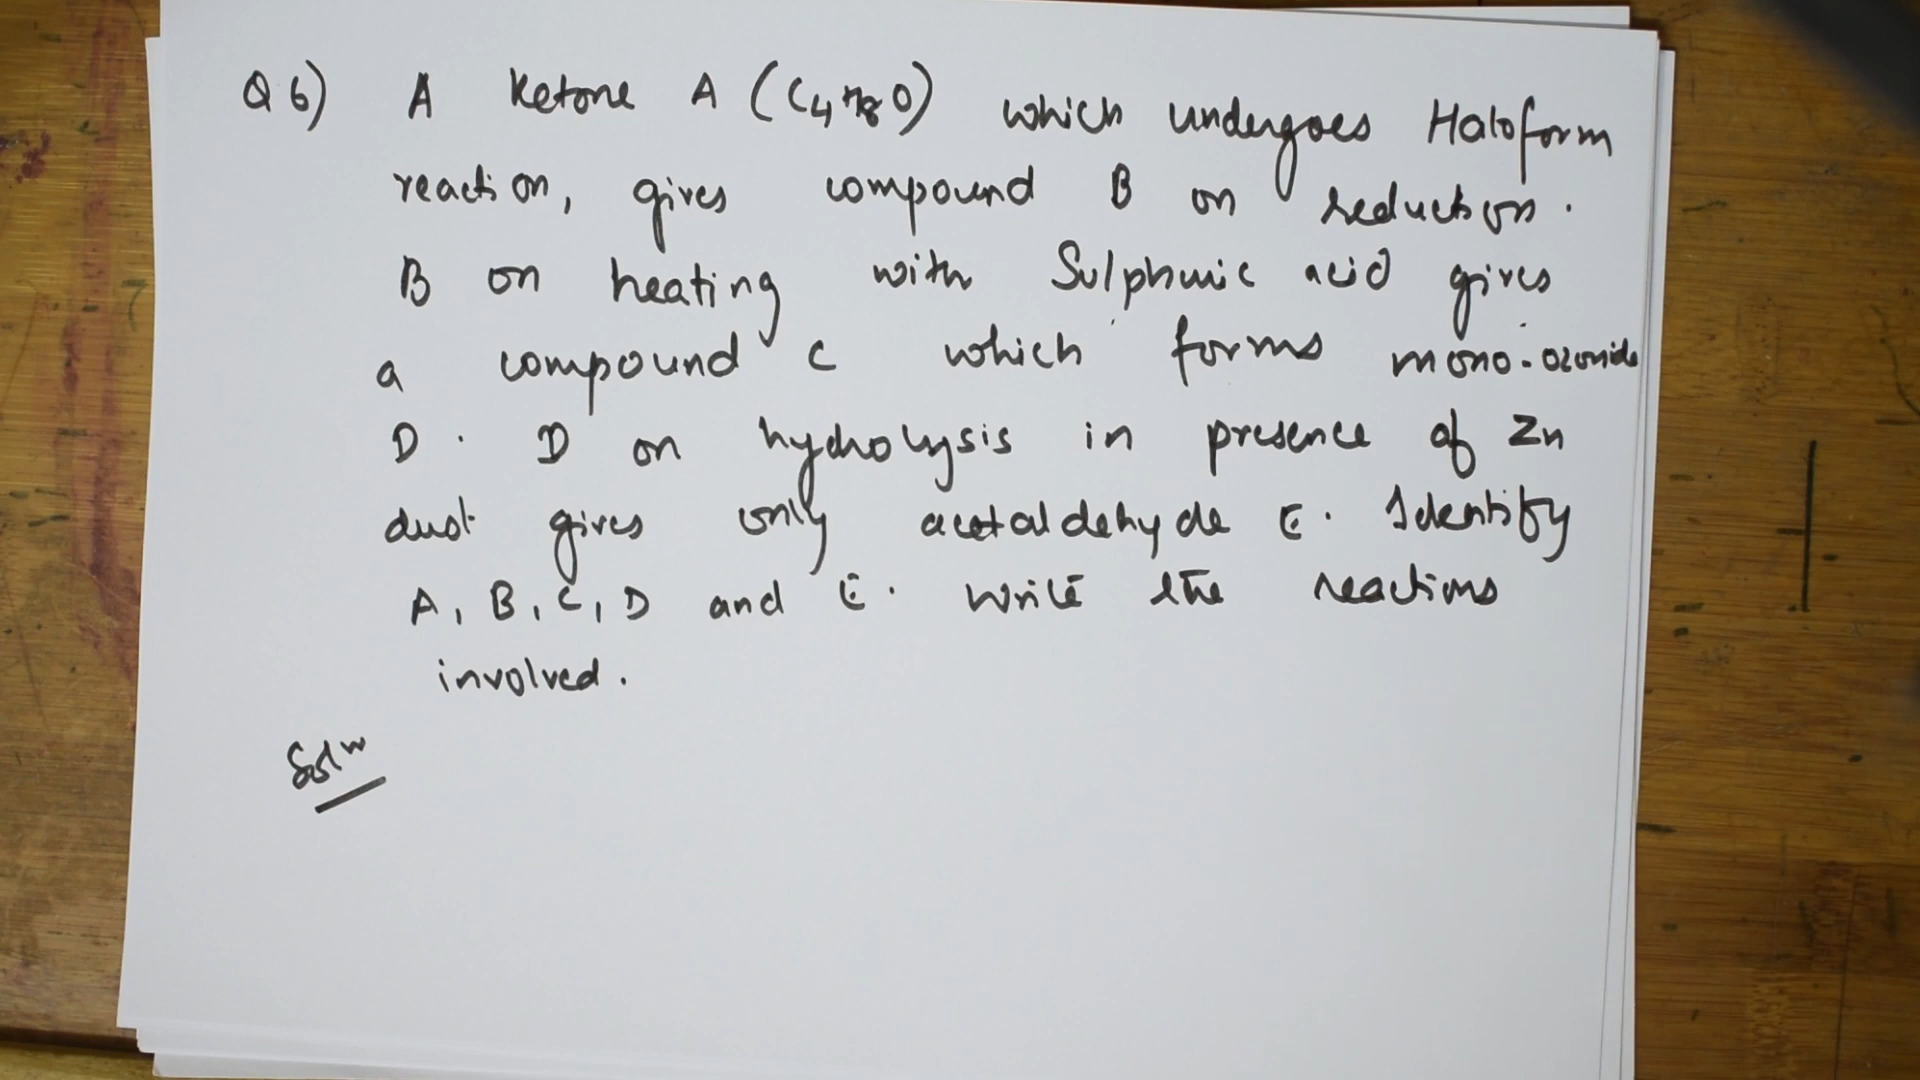 Q6) A Ketone A (C4H8O) which undergoes Haloform
reaction, gives compound B on reduction.
B on heating with Sulphuric acid gives
a compound C which forms mono-ozonide
D. D on hydrolysis in presence of Zn
dust gives only acetaldehyde E. Identify
A, B, C, D and E. Write the reactions
involved.
Soln